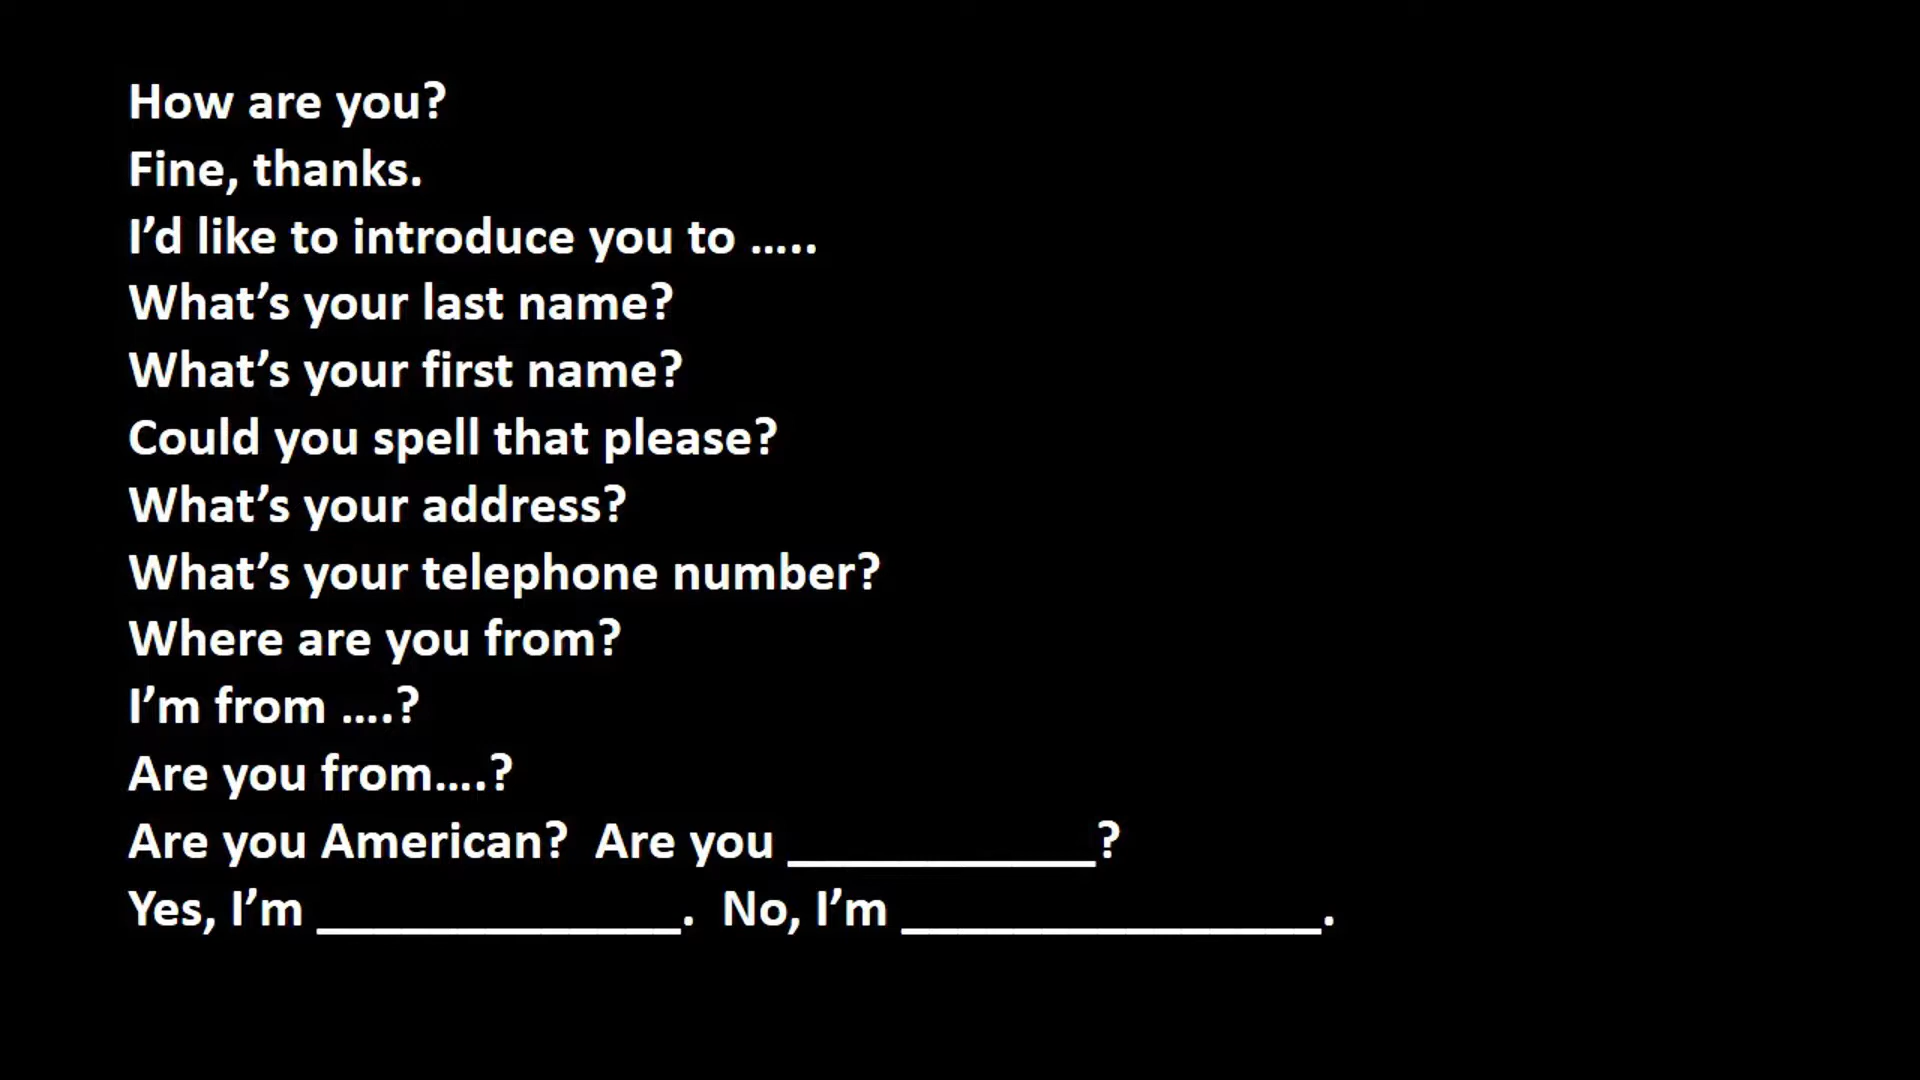 How are you?
Fine, thanks.
I’d like to introduce you to …..
What’s your last name?
What’s your first name?
Could you spell that please?
What’s your address?
What’s your telephone number?
Where are you from?
I’m from ….?
Are you from….?
Are you American?  Are you ___________?
Yes, I’m _____________.  No, I’m _______________.